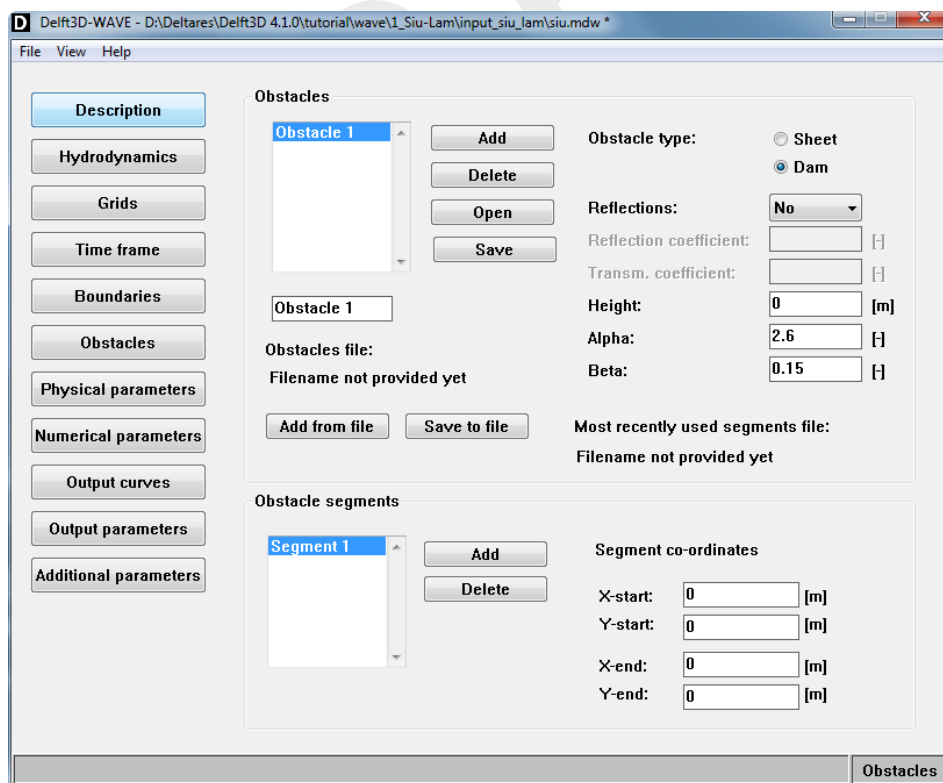 D Delft3D-WAVE - D:\Deltares\Delft3D 4.1.0\tutorial\wave\1_Siu-Lam\input_siu_lam\siu.mdw *
File View Help
Description
Hydrodynamics
Grids
Time frame
Boundaries
Obstacles
Physical parameters
Numerical parameters
Output curves
Output parameters
Additional parameters
Obstacles
Obstacle 1
Add
Delete
Open
Save
Obstacle 1
Obstacles file:
Filename not provided yet
Add from file Save to file
Obstacle type: Sheet
Dam
Reflections: No
Reflection coefficient: [-]
Transm. coefficient: [-]
Height: 0 [m]
Alpha: 2.6 [-]
Beta: 0.15 [-]
Most recently used segments file:
Filename not provided yet
Obstacle segments
Segment 1
Add
Delete
Segment co-ordinates
X-start: 0 [m]
Y-start: 0 [m]
X-end: 0 [m]
Y-end: 0 [m]
Obstacles